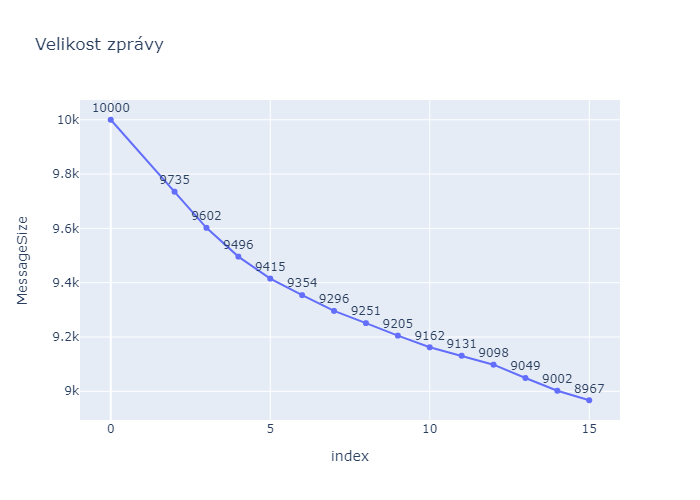 Velikost zprávy
MessageSize
10k
9.8k
9.6k
9.4k
9.2k
9k
10000
9735
9602
9496
9415
9354
9296
9251
9205
9162
9131
9098
9049
9002
8967
0 5 10 15
index